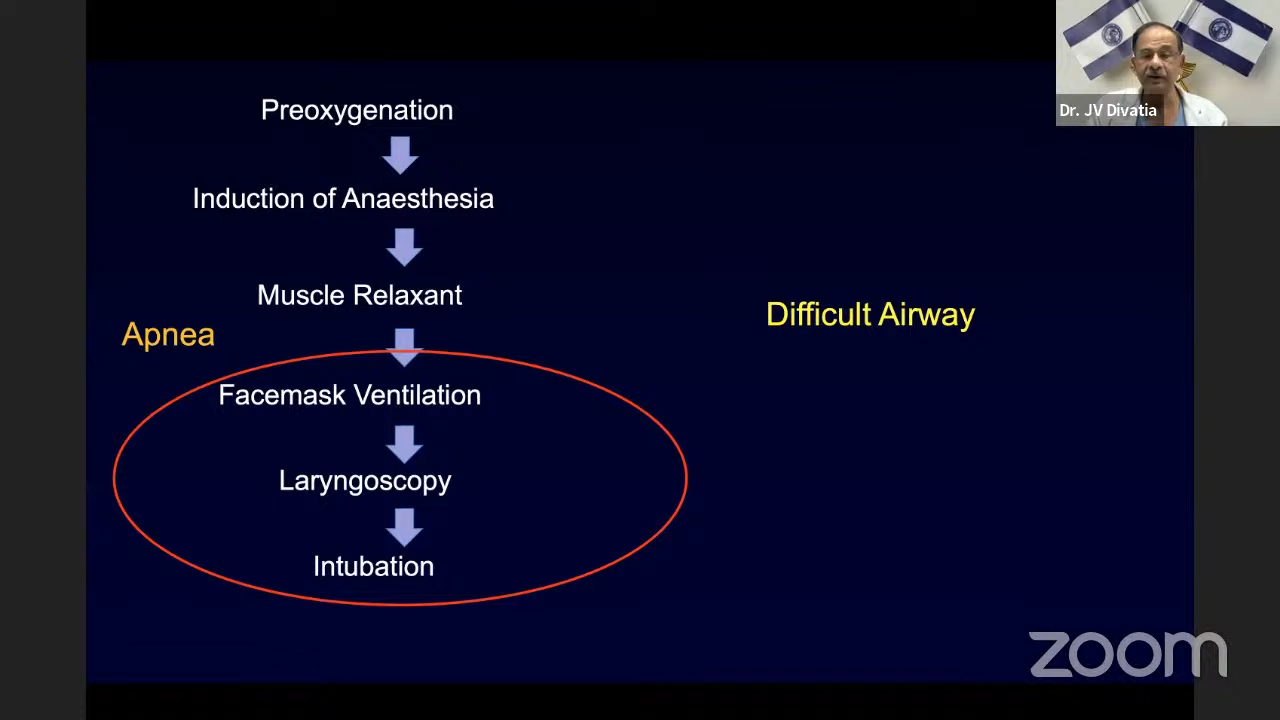 Preoxygenation
Induction of Anaesthesia
Muscle Relaxant
Apnea
Facemask Ventilation
Laryngoscopy
Intubation
Difficult Airway
Dr. JV Divatia
zoom